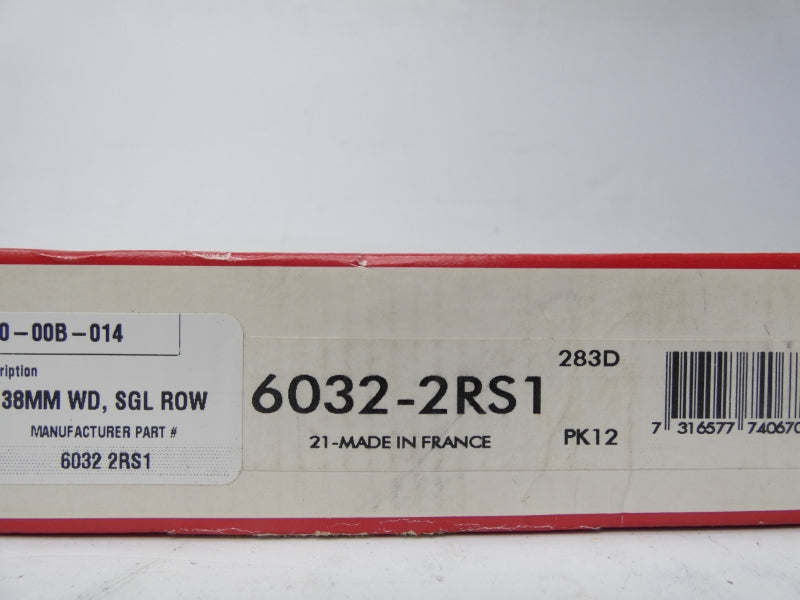 0-00B-014
ription
38MM WD, SGL ROW
MANUFACTURER PART #
6032 2RS1
283D
6032-2RS1
21-MADE IN FRANCE
PK12
7 316577 740670